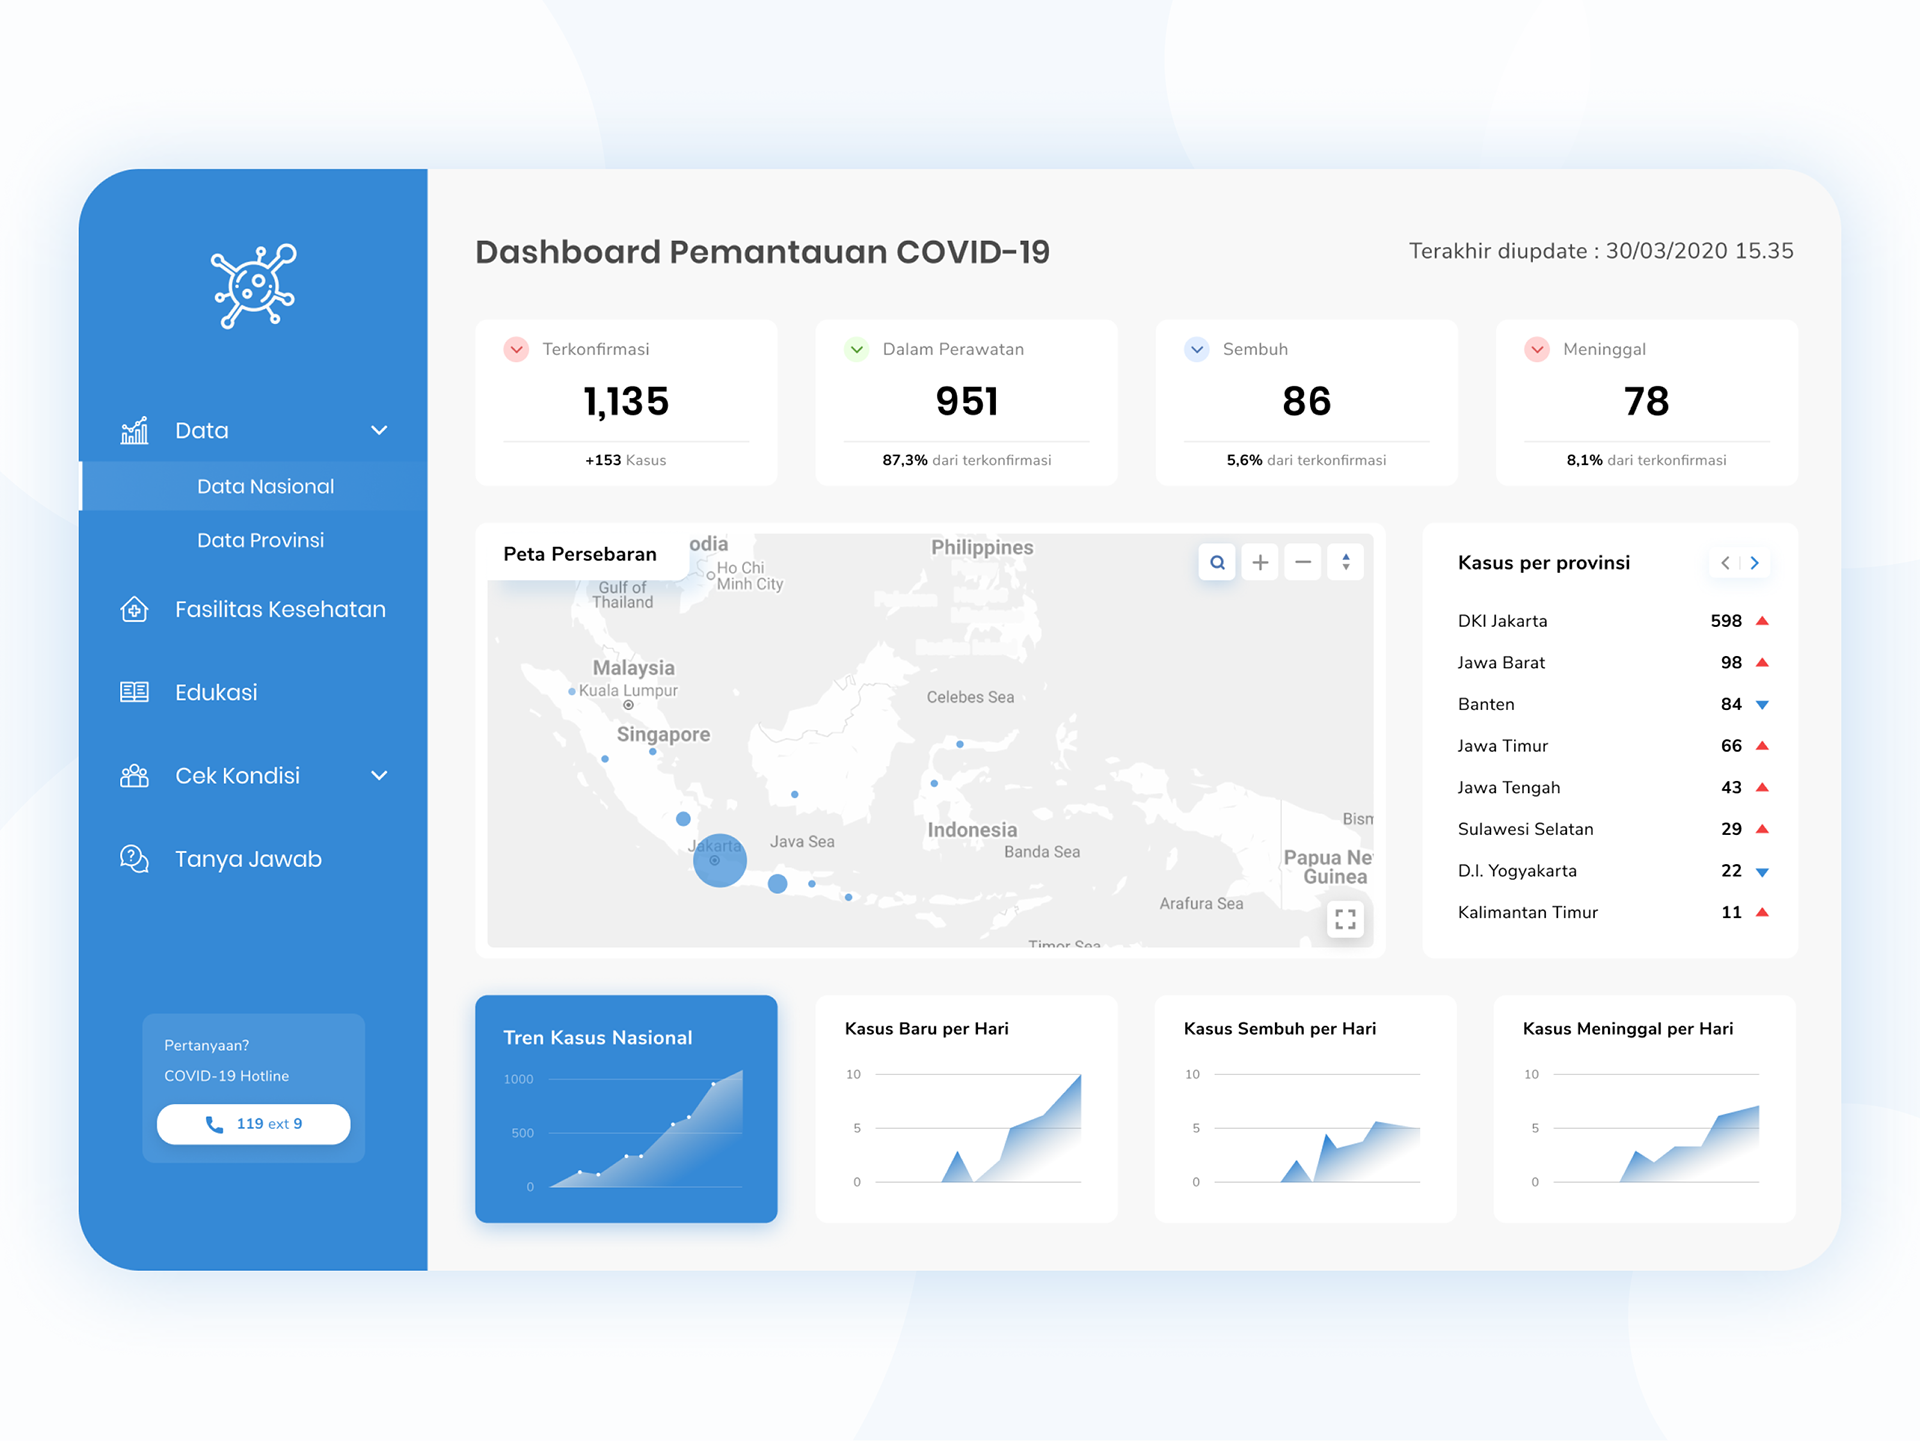 Dashboard Pemantauan COVID-19
Terakhir diupdate : 30/03/2020 15.35
Data
Data Nasional
Data Provinsi
Fasilitas Kesehatan
Edukasi
Cek Kondisi
Tanya Jawab
Pertanyaan?
COVID-19 Hotline
119 ext 9
Terkonfirmasi
1,135
+153 Kasus
Dalam Perawatan
951
87,3% dari terkonfirmasi
Sembuh
86
5,6% dari terkonfirmasi
Meninggal
78
8,1% dari terkonfirmasi
Peta Persebaran
odia
Ho Chi
Minh City
Gulf of
Thailand
Philippines
Malaysia
Kuala Lumpur
Singapore
Celebes Sea
Jakarta
Java Sea
Indonesia
Banda Sea
Bism
Papua Ne
Guinea
Arafura Sea
Timor Sea
Kasus per provinsi
DKI Jakarta 598
Jawa Barat 98
Banten 84
Jawa Timur 66
Jawa Tengah 43
Sulawesi Selatan 29
D.I. Yogyakarta 22
Kalimantan Timur 11
Tren Kasus Nasional
1000
500
0
Kasus Baru per Hari
10
5
0
Kasus Sembuh per Hari
10
5
0
Kasus Meninggal per Hari
10
5
0